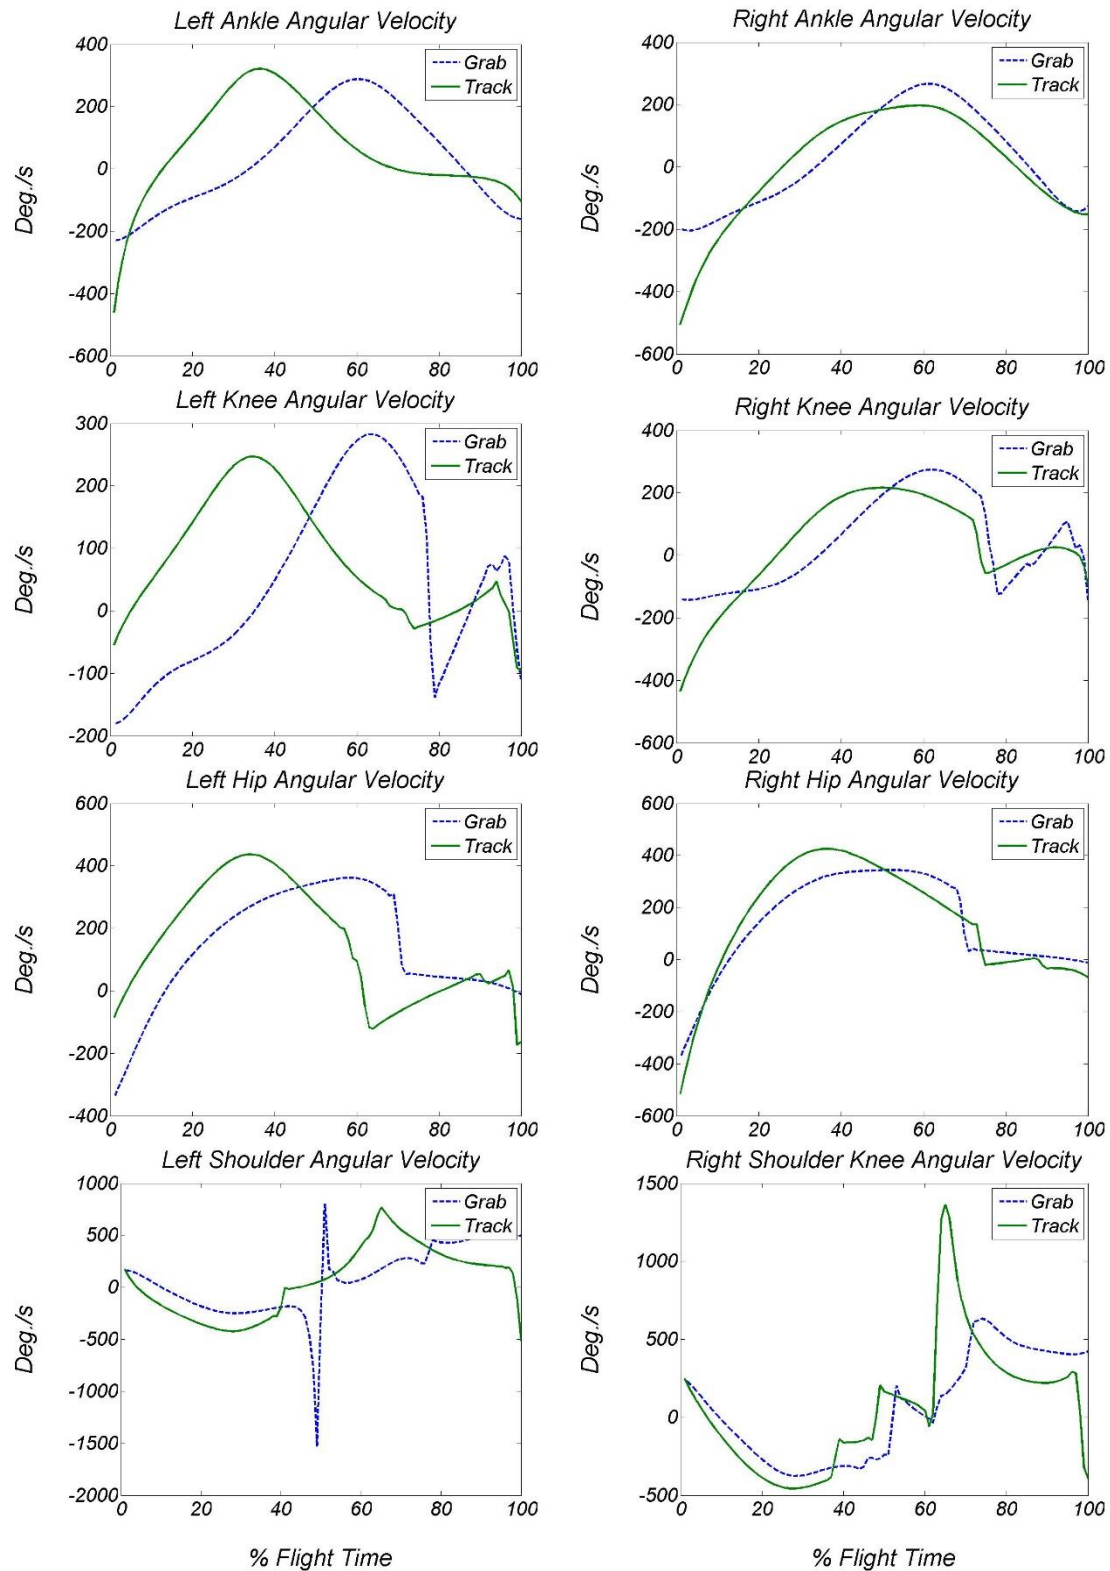 Left Ankle Angular Velocity
400
200
0
-200
-400
-600
0 20 40 60 80 100
Deg./s
Grab
Track
Right Ankle Angular Velocity
400
200
0
-200
-400
-600
0 20 40 60 80 100
Deg./s
Grab
Track
Left Knee Angular Velocity
300
200
100
0
-100
-200
0 20 40 60 80 100
Deg./s
Grab
Track
Right Knee Angular Velocity
400
200
0
-200
-400
-600
0 20 40 60 80 100
Deg./s
Grab
Track
Left Hip Angular Velocity
600
400
200
0
-200
-400
0 20 40 60 80 100
Deg./s
Grab
Track
Right Hip Angular Velocity
600
400
200
0
-200
-400
-600
0 20 40 60 80 100
Deg./s
Grab
Track
Left Shoulder Angular Velocity
1000
500
0
-500
-1000
-1500
-2000
0 20 40 60 80 100
Deg./s
Grab
Track
% Flight Time
Right Shoulder Knee Angular Velocity
1500
1000
500
0
-500
0 20 40 60 80 100
Deg./s
Grab
Track
% Flight Time